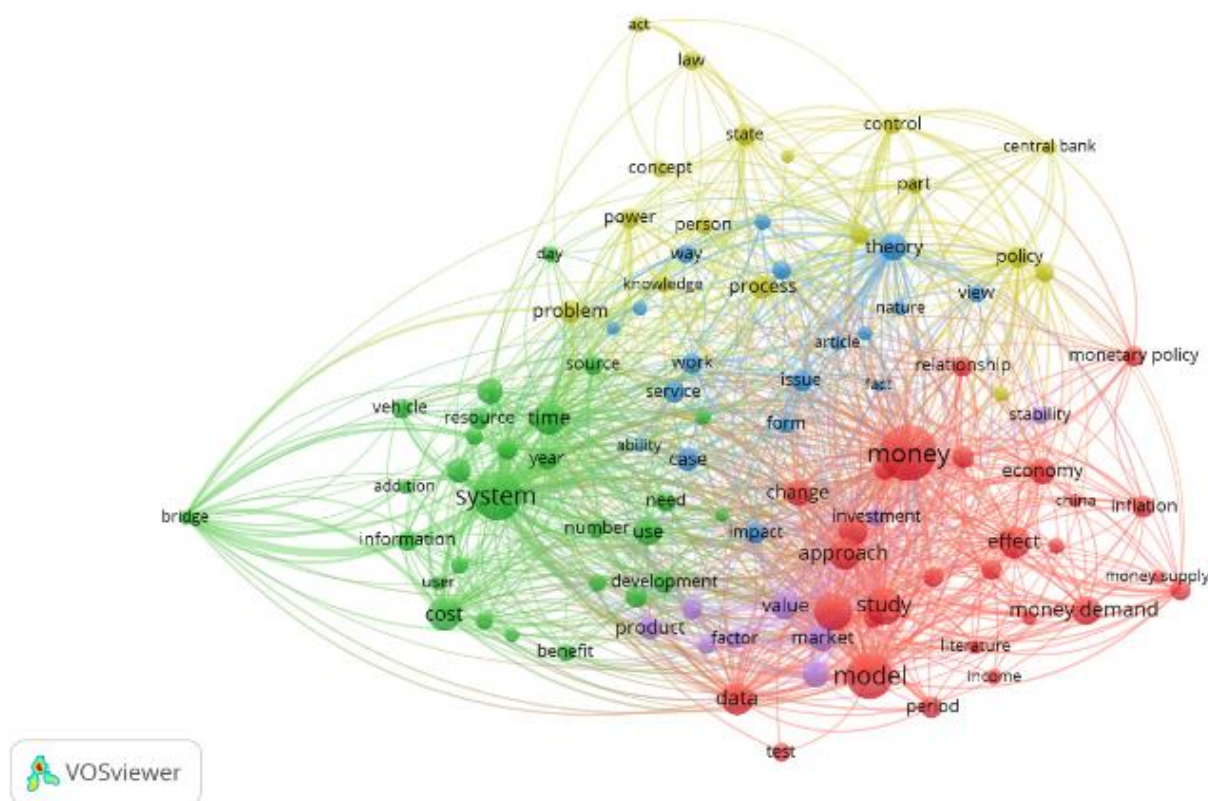 act
law
control
state
central bank
concept
part
power
person
theory
way
day
policy
knowledge
process
view
nature
problem
article
monetary policy
source
work
relationship
issue
fact
service
vehicle
resource
time
form
stability
ability
money
year
case
economy
change
addition
system
need
china
inflation
bridge
investment
number
use
impact
information
effect
approach
user
development
money supply
cost
value
study
money demand
product
factor
market
benefit
literature
model
income
data
period
test
VOSviewer